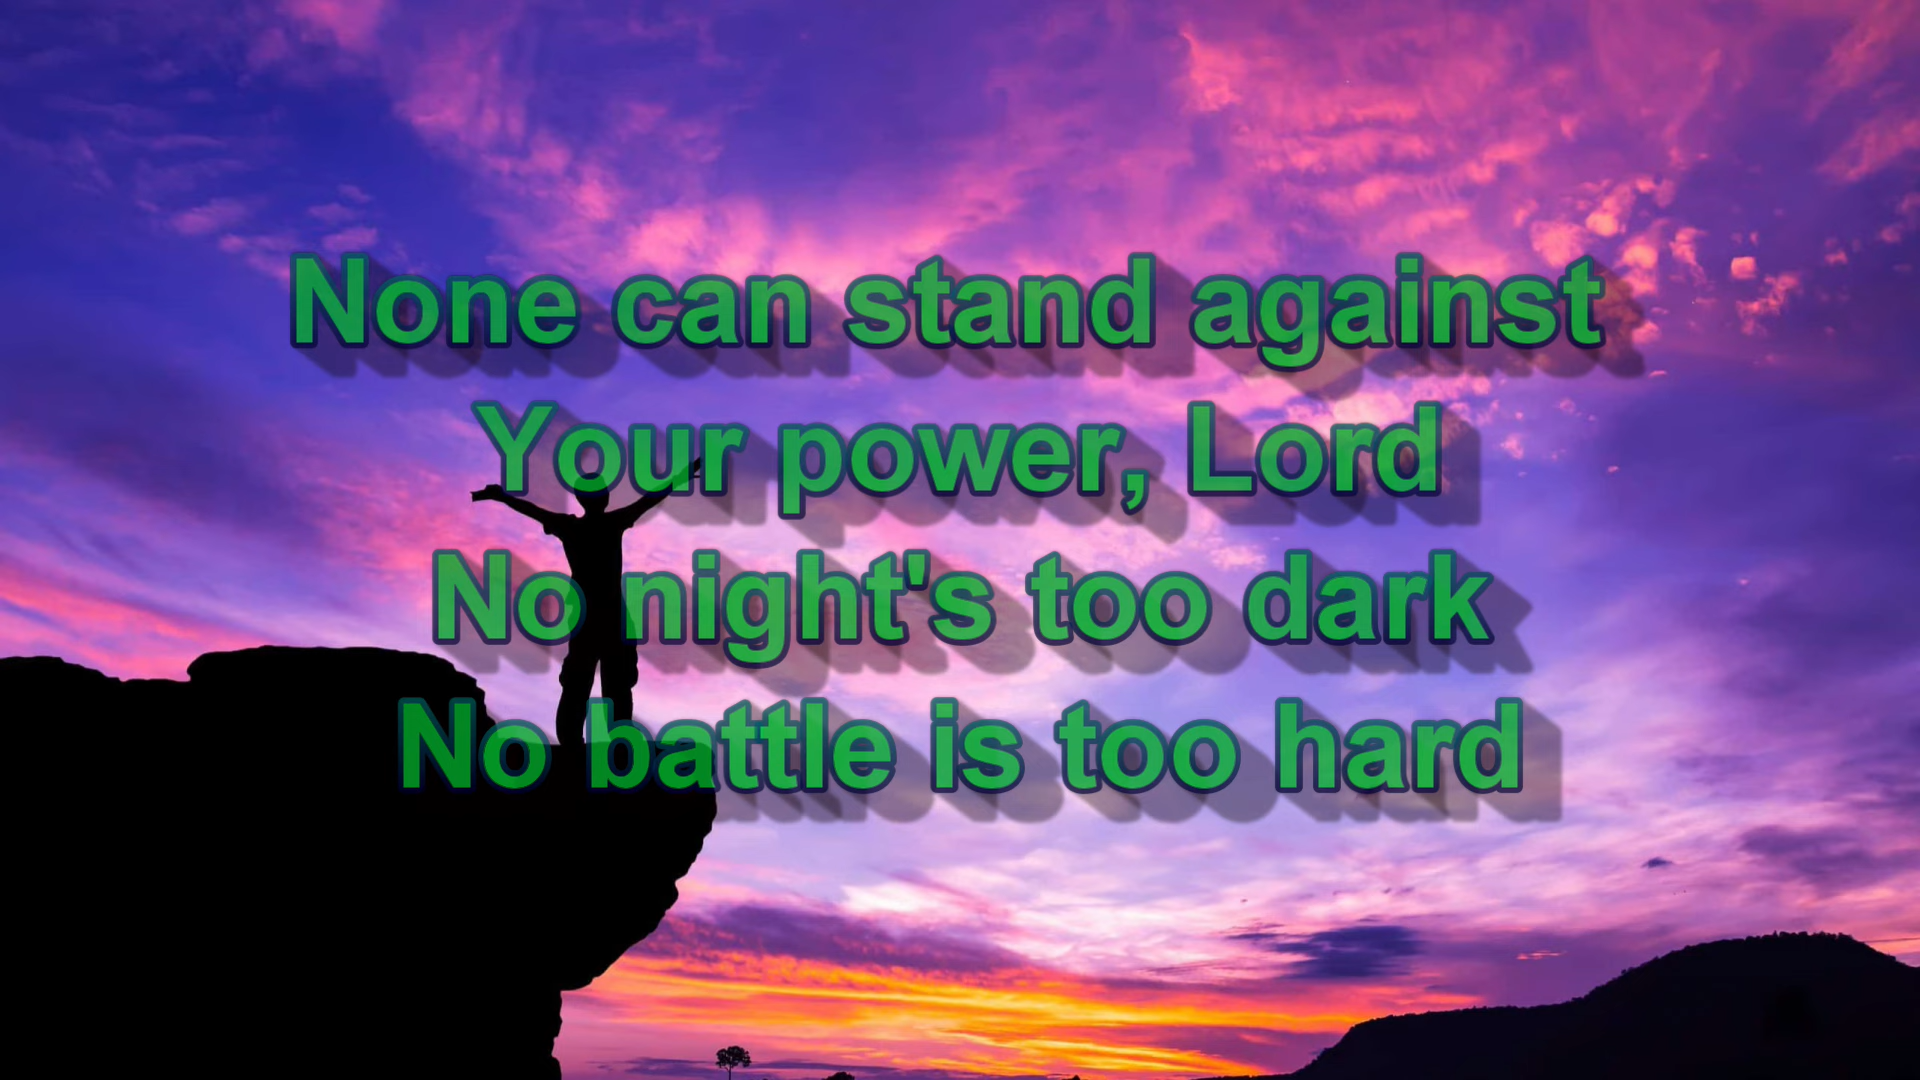 None can stand against
Your power, Lord
No night's too dark
No battle is too hard